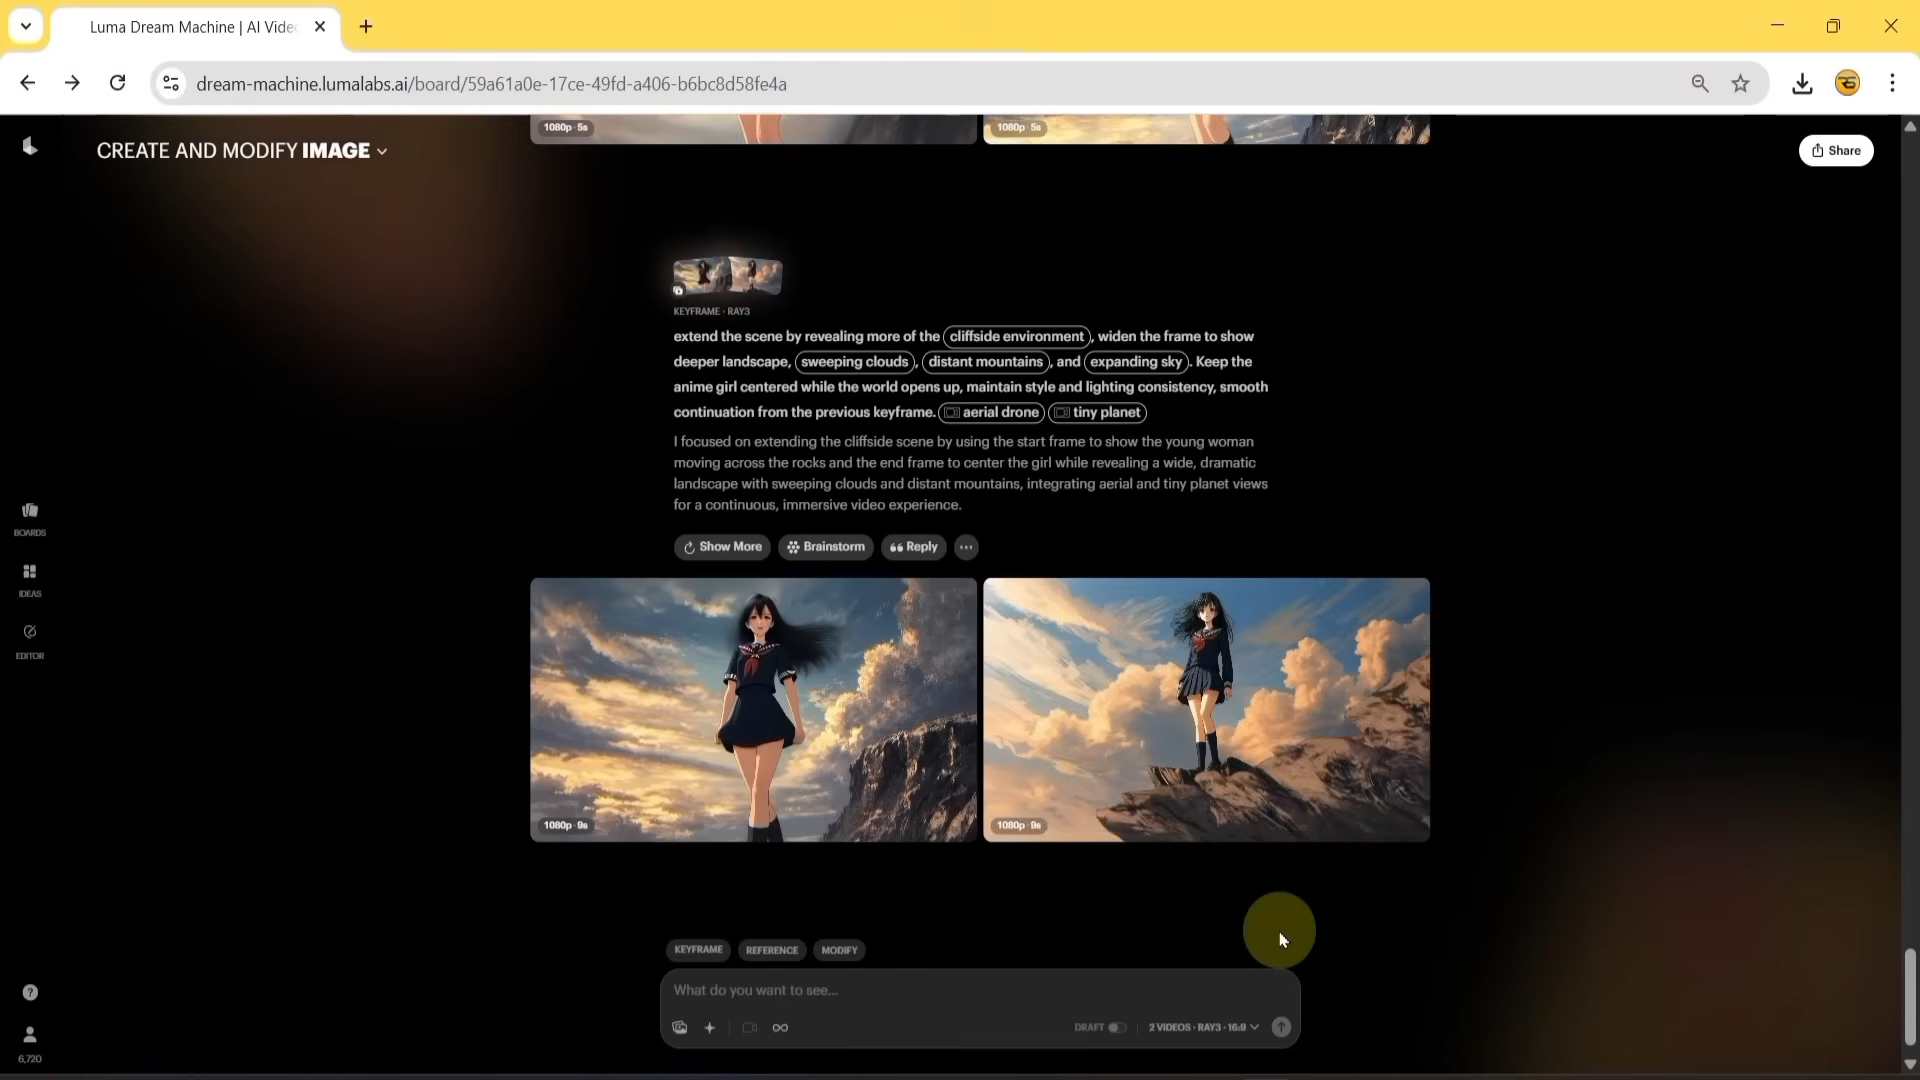 Luma Dream Machine | AI Vide
dream-machine.lumalabs.ai/board/59a61a0e-17ce-49fd-a406-b6bc8d58fe4a
1080p · 5s
1080p · 5s
CREATE AND MODIFY IMAGE
Share
KEYFRAME · RAY3
extend the scene by revealing more of the cliffside environment, widen the frame to show
deeper landscape, sweeping clouds, distant mountains, and expanding sky. Keep the
anime girl centered while the world opens up, maintain style and lighting consistency, smooth
continuation from the previous keyframe. aerial drone tiny planet
I focused on extending the cliffside scene by using the start frame to show the young woman
moving across the rocks and the end frame to center the girl while revealing a wide, dramatic
landscape with sweeping clouds and distant mountains, integrating aerial and tiny planet views
for a continuous, immersive video experience.
Show More Brainstorm Reply
BOARDS
IDEAS
EDITOR
1080p · 9s
1080p · 9s
KEYFRAME REFERENCE MODIFY
What do you want to see...
DRAFT 2 VIDEOS · RAY3 · 16:9
6,720